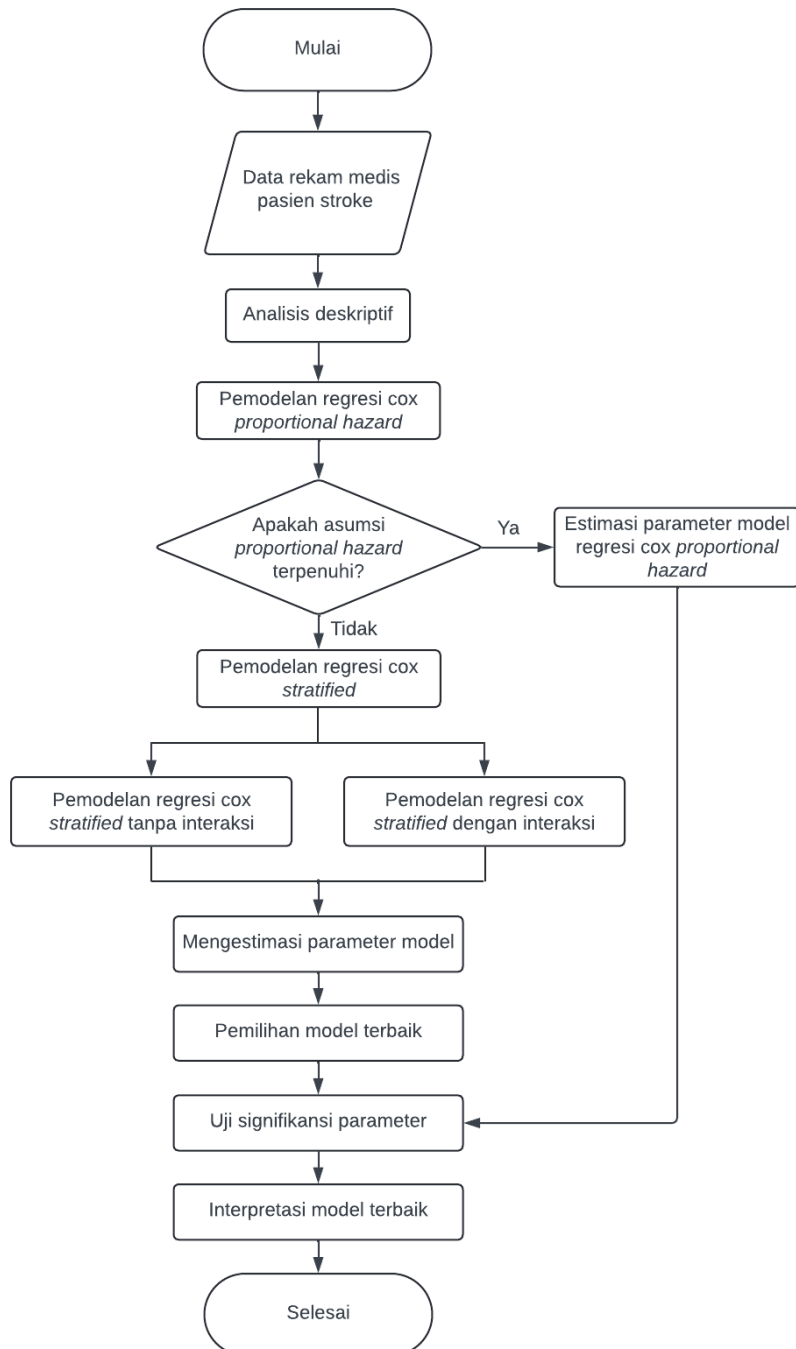 Mulai
Data rekam medis
pasien stroke
Analisis deskriptif
Pemodelan regresi cox
proportional hazard
Apakah asumsi
proportional hazard
terpenuhi?
Ya
Estimasi parameter model
regresi cox proportional
hazard
Tidak
Pemodelan regresi cox
stratified
Pemodelan regresi cox
stratified tanpa interaksi
Pemodelan regresi cox
stratified dengan interaksi
Mengestimasi parameter model
Pemilihan model terbaik
Uji signifikansi parameter
Interpretasi model terbaik
Selesai